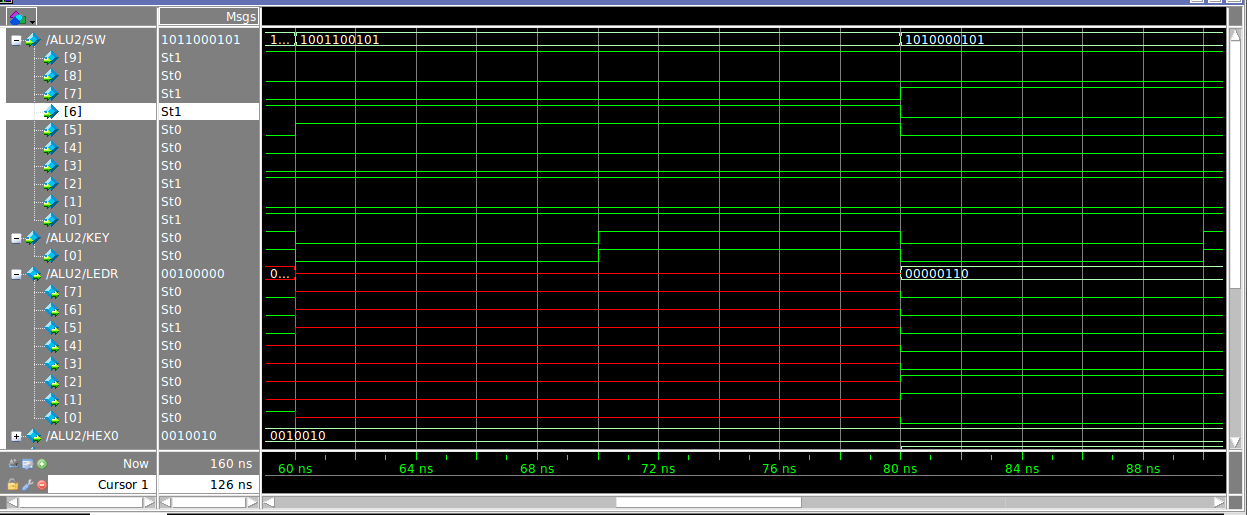 Msgs
/ALU2/SW 1011000101 1... 1001100101 1010000101
[9] St1
[8] St0
[7] St1
[6] St1
[5] St0
[4] St0
[3] St0
[2] St1
[1] St0
[0] St1
/ALU2/KEY St0
[0] St0
/ALU2/LEDR 00100000 0... 00000110
[7] St0
[6] St0
[5] St1
[4] St0
[3] St0
[2] St0
[1] St0
[0] St0
/ALU2/HEX0 0010010 0010010
Now 160 ns 60 ns 64 ns 68 ns 72 ns 76 ns 80 ns 84 ns 88 ns
Cursor 1 126 ns